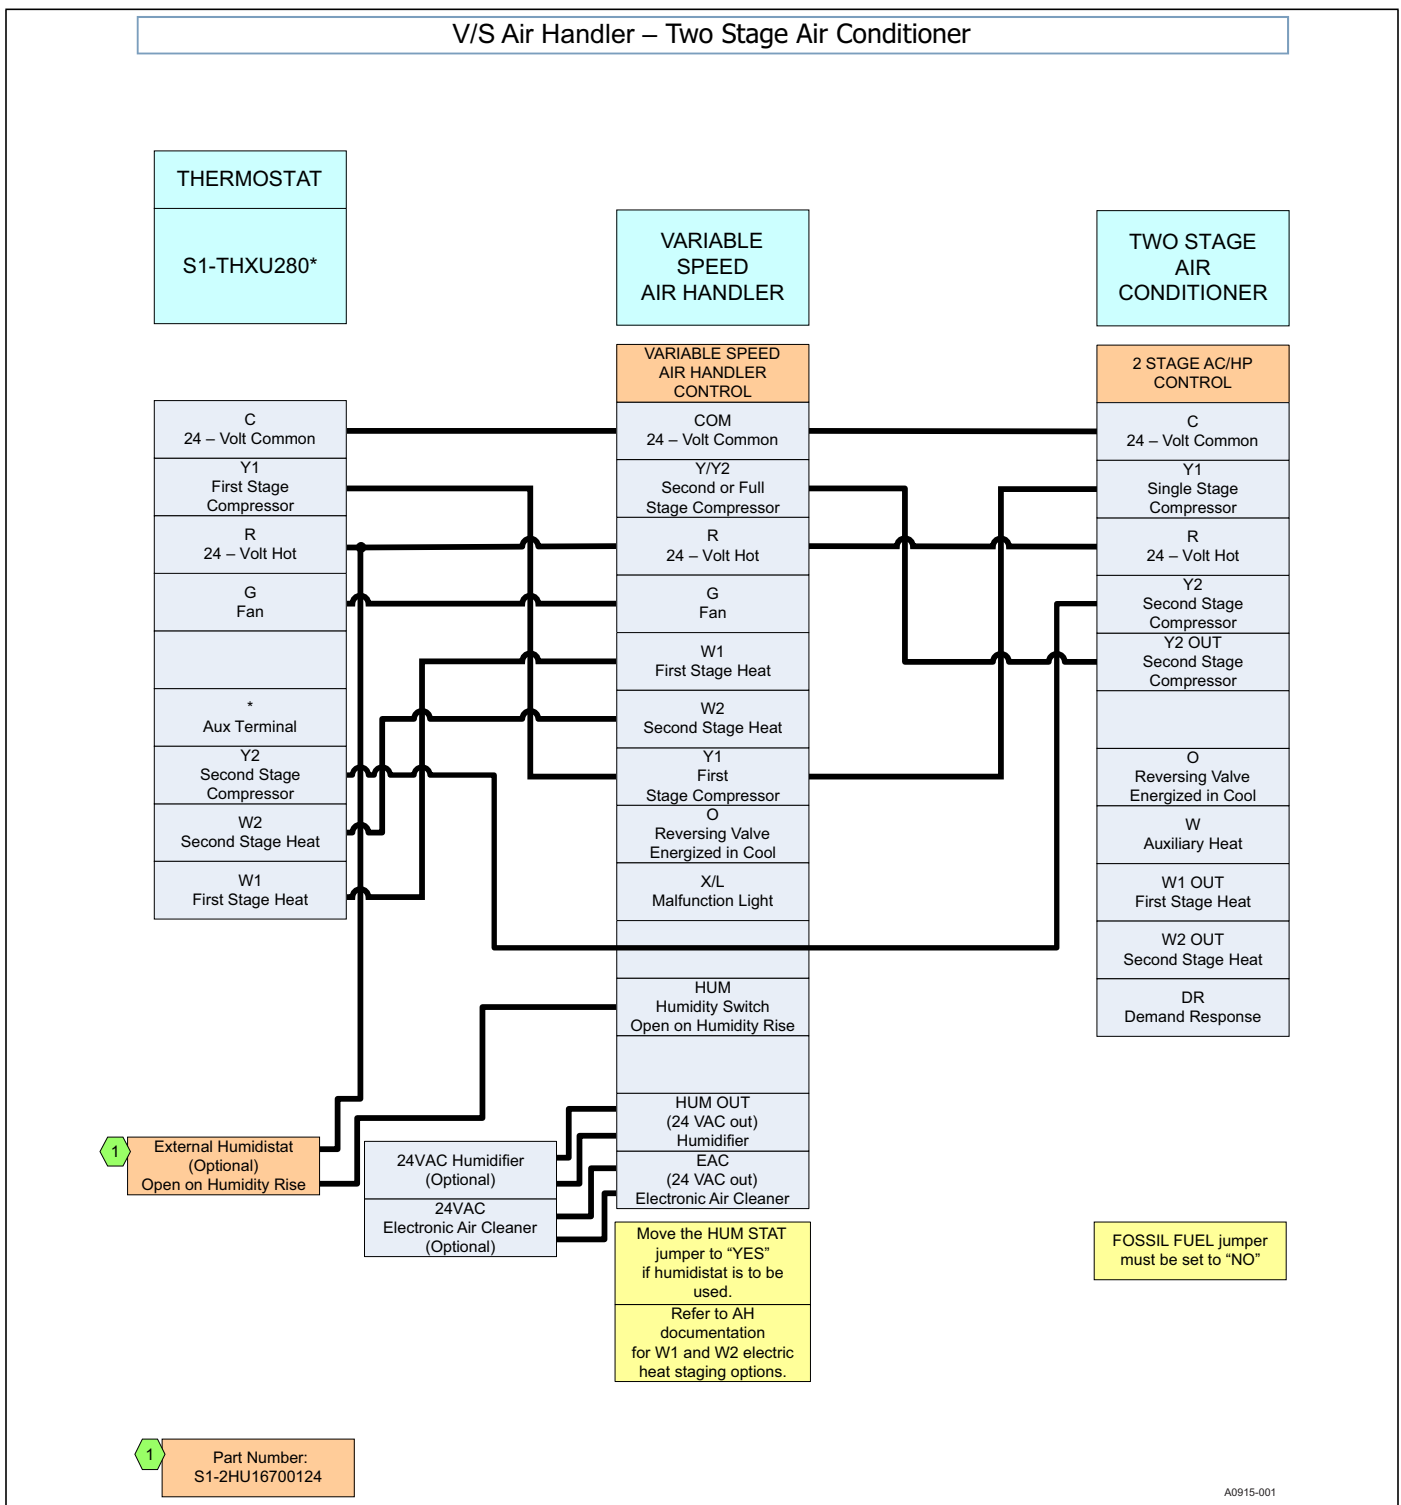 V/S Air Handler – Two Stage Air Conditioner
THERMOSTAT
S1-THXU280*
C
24 – Volt Common
Y1
First Stage
Compressor
R
24 – Volt Hot
G
Fan
*
Aux Terminal
Y2
Second Stage
Compressor
W2
Second Stage Heat
W1
First Stage Heat
1
External Humidistat
(Optional)
Open on Humidity Rise
24VAC Humidifier
(Optional)
24VAC
Electronic Air Cleaner
(Optional)
VARIABLE
SPEED
AIR HANDLER
VARIABLE SPEED
AIR HANDLER
CONTROL
COM
24 – Volt Common
Y/Y2
Second or Full
Stage Compressor
R
24 – Volt Hot
G
Fan
W1
First Stage Heat
W2
Second Stage Heat
Y1
First
Stage Compressor
O
Reversing Valve
Energized in Cool
X/L
Malfunction Light
HUM
Humidity Switch
Open on Humidity Rise
HUM OUT
(24 VAC out)
Humidifier
EAC
(24 VAC out)
Electronic Air Cleaner
Move the HUM STAT
jumper to “YES”
if humidistat is to be
used.
Refer to AH
documentation
for W1 and W2 electric
heat staging options.
TWO STAGE
AIR
CONDITIONER
2 STAGE AC/HP
CONTROL
C
24 – Volt Common
Y1
Single Stage
Compressor
R
24 – Volt Hot
Y2
Second Stage
Compressor
Y2 OUT
Second Stage
Compressor
O
Reversing Valve
Energized in Cool
W
Auxiliary Heat
W1 OUT
First Stage Heat
W2 OUT
Second Stage Heat
DR
Demand Response
FOSSIL FUEL jumper
must be set to “NO”
1
Part Number:
S1-2HU16700124
A0915-001